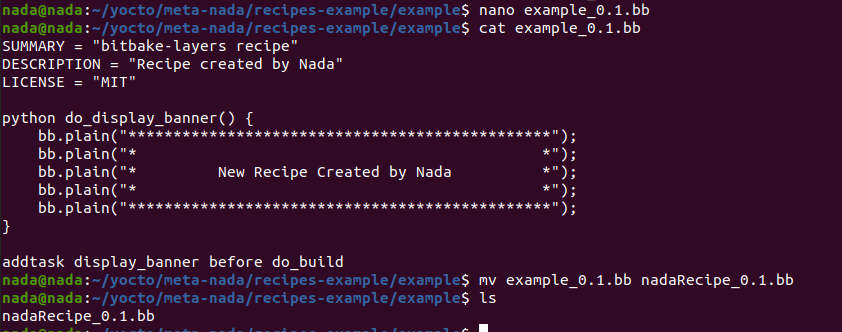 nada@nada:~/yocto/meta-nada/recipes-example/example$ nano example_0.1.bb
nada@nada:~/yocto/meta-nada/recipes-example/example$ cat example_0.1.bb
SUMMARY = "bitbake-layers recipe"
DESCRIPTION = "Recipe created by Nada"
LICENSE = "MIT"

python do_display_banner() {
    bb.plain("***********************************************");
    bb.plain("*                                             *");
    bb.plain("*         New Recipe Created by Nada          *");
    bb.plain("*                                             *");
    bb.plain("***********************************************");
}

addtask display_banner before do_build
nada@nada:~/yocto/meta-nada/recipes-example/example$ mv example_0.1.bb nadaRecipe_0.1.bb
nada@nada:~/yocto/meta-nada/recipes-example/example$ ls
nadaRecipe_0.1.bb
nada@nada:~/yocto/meta-nada/recipes-example/example$